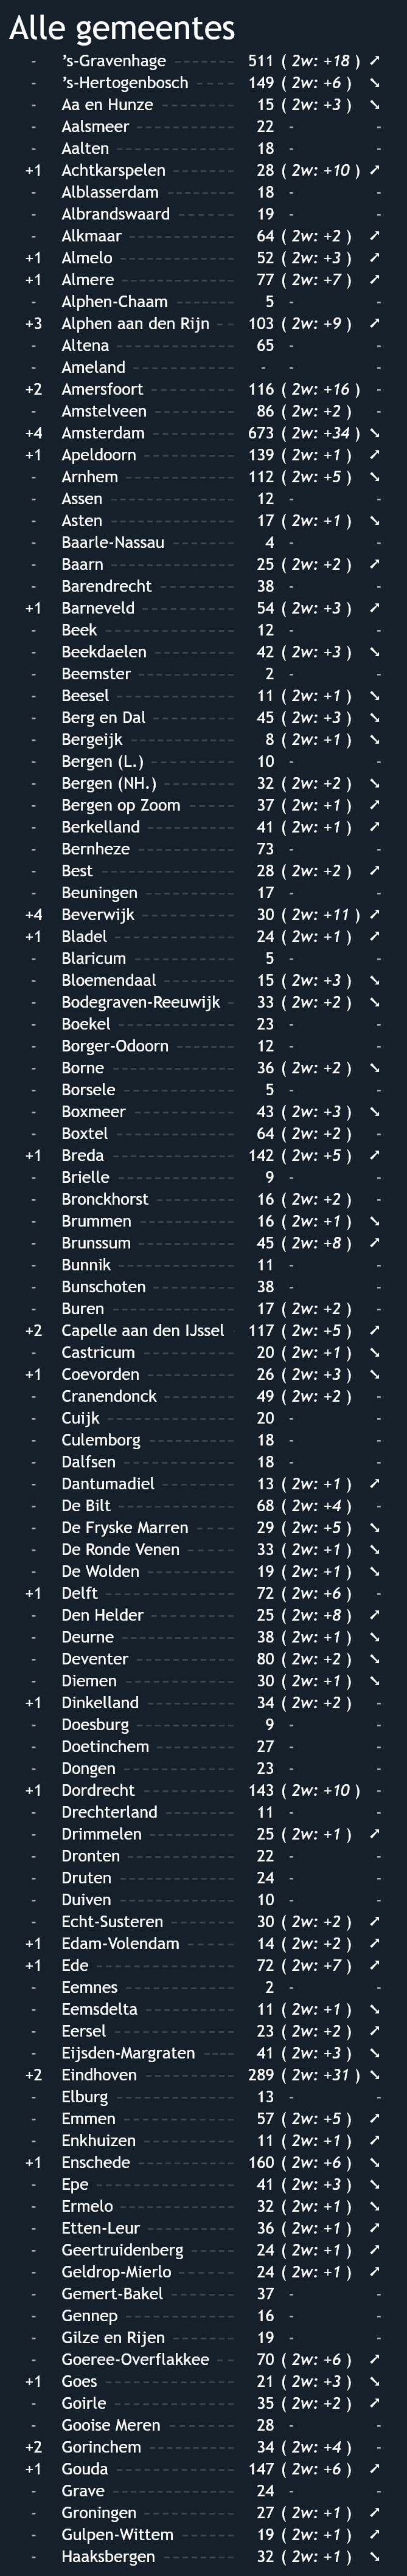 Alle gemeentes
- 's-Gravenhage 511 ( 2w: +18 ) ↗
- 's-Hertogenbosch 149 ( 2w: +6 ) ↘
- Aa en Hunze 15 ( 2w: +3 ) ↘
- Aalsmeer 22 - -
- Aalten 18 - -
+1 Achtkarspelen 28 ( 2w: +10 ) ↗
- Alblasserdam 18 - -
- Albrandswaard 19 - -
- Alkmaar 64 ( 2w: +2 ) ↗
+1 Almelo 52 ( 2w: +3 ) ↗
+1 Almere 77 ( 2w: +7 ) ↗
- Alphen-Chaam 5 - -
+3 Alphen aan den Rijn 103 ( 2w: +9 ) ↗
- Altena 65 - -
- Ameland - - -
+2 Amersfoort 116 ( 2w: +16 ) -
- Amstelveen 86 ( 2w: +2 ) -
+4 Amsterdam 673 ( 2w: +34 ) ↘
+1 Apeldoorn 139 ( 2w: +1 ) ↗
- Arnhem 112 ( 2w: +5 ) ↘
- Assen 12 - -
- Asten 17 ( 2w: +1 ) ↘
- Baarle-Nassau 4 - -
- Baarn 25 ( 2w: +2 ) ↗
- Barendrecht 38 - -
+1 Barneveld 54 ( 2w: +3 ) ↗
- Beek 12 - -
- Beekdaelen 42 ( 2w: +3 ) ↘
- Beemster 2 - -
- Beesel 11 ( 2w: +1 ) ↘
- Berg en Dal 45 ( 2w: +3 ) ↘
- Bergeijk 8 ( 2w: +1 ) ↘
- Bergen (L.) 10 - -
- Bergen (NH.) 32 ( 2w: +2 ) ↘
- Bergen op Zoom 37 ( 2w: +1 ) ↗
- Berkelland 41 ( 2w: +1 ) ↗
- Bernheze 73 - -
- Best 28 ( 2w: +2 ) ↗
- Beuningen 17 - -
+4 Beverwijk 30 ( 2w: +11 ) ↗
+1 Bladel 24 ( 2w: +1 ) ↗
- Blaricum 5 - -
- Bloemendaal 15 ( 2w: +3 ) ↘
- Bodegraven-Reeuwijk 33 ( 2w: +2 ) ↘
- Boekel 23 - -
- Borger-Odoorn 12 - -
- Borne 36 ( 2w: +2 ) ↘
- Borsele 5 - -
- Boxmeer 43 ( 2w: +3 ) ↘
- Boxtel 64 ( 2w: +2 ) -
+1 Breda 142 ( 2w: +5 ) ↗
- Brielle 9 - -
- Bronckhorst 16 ( 2w: +2 ) -
- Brummen 16 ( 2w: +1 ) ↘
- Brunssum 45 ( 2w: +8 ) ↗
- Bunnik 11 - -
- Bunschoten 38 - -
- Buren 17 ( 2w: +2 ) -
+2 Capelle aan den IJssel 117 ( 2w: +5 ) ↗
- Castricum 20 ( 2w: +1 ) ↘
+1 Coevorden 26 ( 2w: +3 ) ↘
- Cranendonck 49 ( 2w: +2 ) -
- Cuijk 20 - -
- Culemborg 18 - -
- Dalfsen 18 - -
- Dantumadiel 13 ( 2w: +1 ) ↗
- De Bilt 68 ( 2w: +4 ) -
- De Fryske Marren 29 ( 2w: +5 ) ↘
- De Ronde Venen 33 ( 2w: +1 ) ↘
- De Wolden 19 ( 2w: +1 ) ↘
+1 Delft 72 ( 2w: +6 ) -
- Den Helder 25 ( 2w: +8 ) ↗
- Deurne 38 ( 2w: +1 ) ↘
- Deventer 80 ( 2w: +2 ) ↘
- Diemen 30 ( 2w: +1 ) ↘
+1 Dinkelland 34 ( 2w: +2 ) -
- Doesburg 9 - -
- Doetinchem 27 - -
- Dongen 23 - -
+1 Dordrecht 143 ( 2w: +10 ) -
- Drechterland 11 - -
- Drimmelen 25 ( 2w: +1 ) ↗
- Dronten 22 - -
- Druten 24 - -
- Duiven 10 - -
- Echt-Susteren 30 ( 2w: +2 ) ↗
+1 Edam-Volendam 14 ( 2w: +2 ) ↗
+1 Ede 72 ( 2w: +7 ) ↗
- Eemnes 2 - -
- Eemsdelta 11 ( 2w: +1 ) ↘
- Eersel 23 ( 2w: +2 ) ↗
- Eijsden-Margraten 41 ( 2w: +3 ) ↘
+2 Eindhoven 289 ( 2w: +31 ) ↘
- Elburg 13 - -
- Emmen 57 ( 2w: +5 ) ↗
- Enkhuizen 11 ( 2w: +1 ) ↗
+1 Enschede 160 ( 2w: +6 ) ↘
- Epe 41 ( 2w: +3 ) ↘
- Ermelo 32 ( 2w: +1 ) ↘
- Etten-Leur 36 ( 2w: +1 ) ↗
- Geertruidenberg 24 ( 2w: +1 ) ↗
- Geldrop-Mierlo 24 ( 2w: +1 ) ↗
- Gemert-Bakel 37 - -
- Gennep 16 - -
- Gilze en Rijen 19 - -
- Goeree-Overflakkee 70 ( 2w: +6 ) ↗
+1 Goes 21 ( 2w: +3 ) ↘
- Goirle 35 ( 2w: +2 ) ↗
- Gooise Meren 28 - -
+2 Gorinchem 34 ( 2w: +4 ) -
+1 Gouda 147 ( 2w: +6 ) ↗
- Grave 24 - -
- Groningen 27 ( 2w: +1 ) ↗
- Gulpen-Wittem 19 ( 2w: +1 ) ↗
- Haaksbergen 32 ( 2w: +1 ) ↘